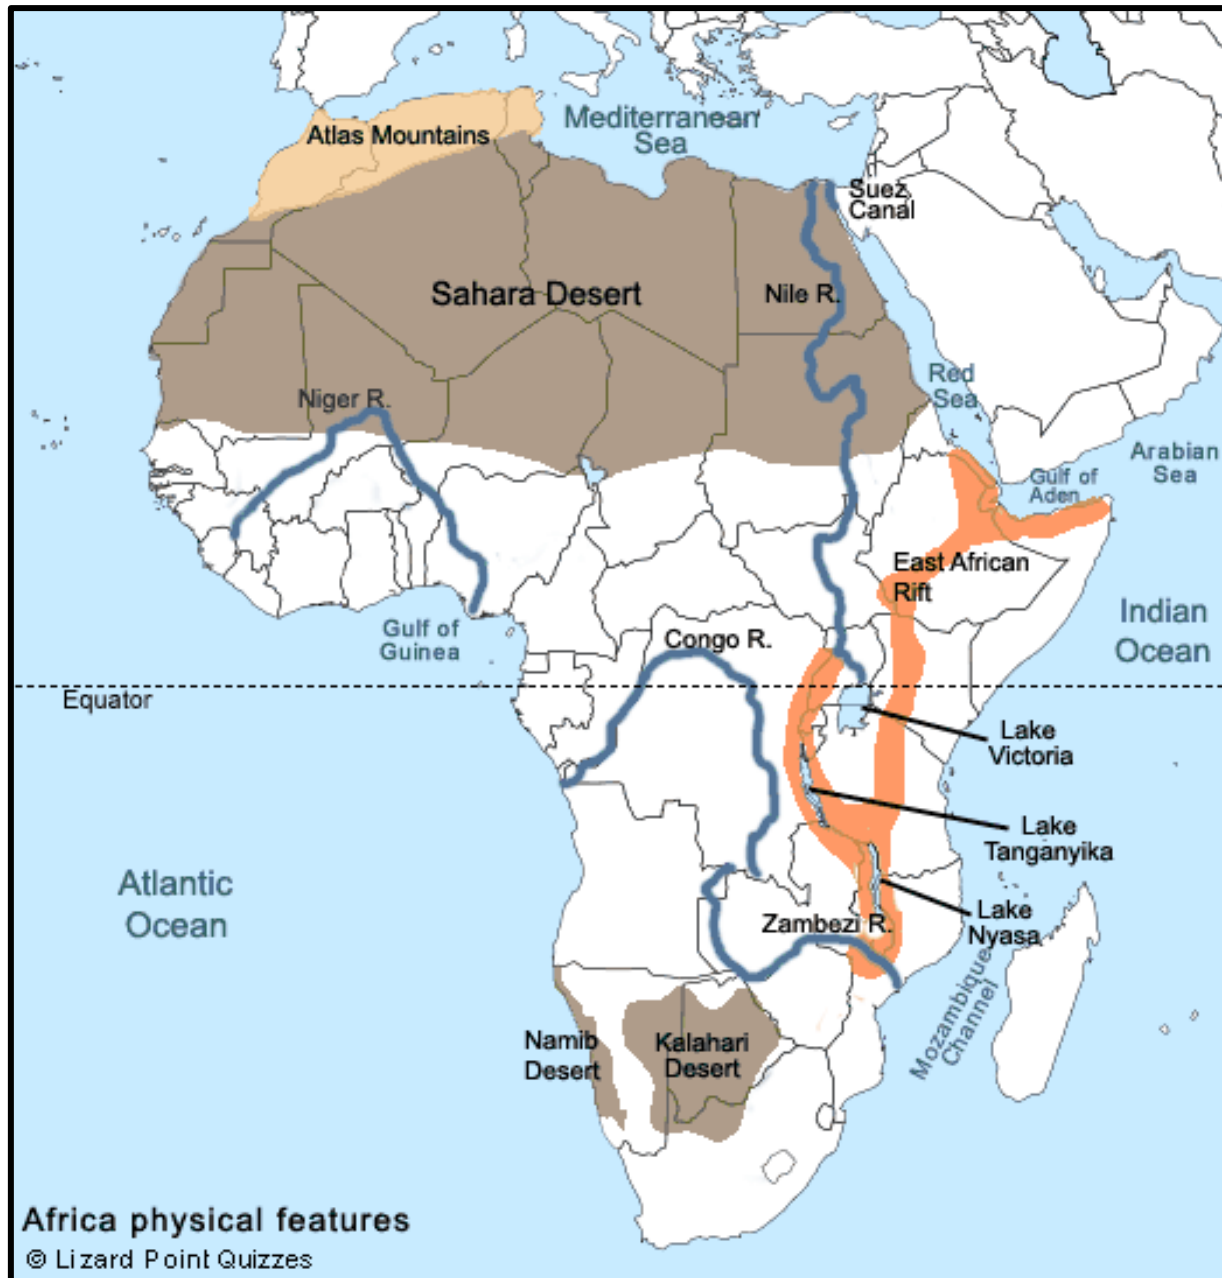 Atlas Mountains
Mediterranean
Sea
Suez
Canal
Sahara Desert
Nile R.
Niger R.
Red
Sea
Arabian
Sea
Gulf of
Aden
East African
Rift
Indian
Ocean
Gulf of
Guinea
Congo R.
Equator
Lake
Victoria
Lake
Tanganyika
Atlantic
Ocean
Lake
Nyasa
Zambezi R.
Mozambique
Channel
Namib
Desert
Kalahari
Desert
Africa physical features
© Lizard Point Quizzes